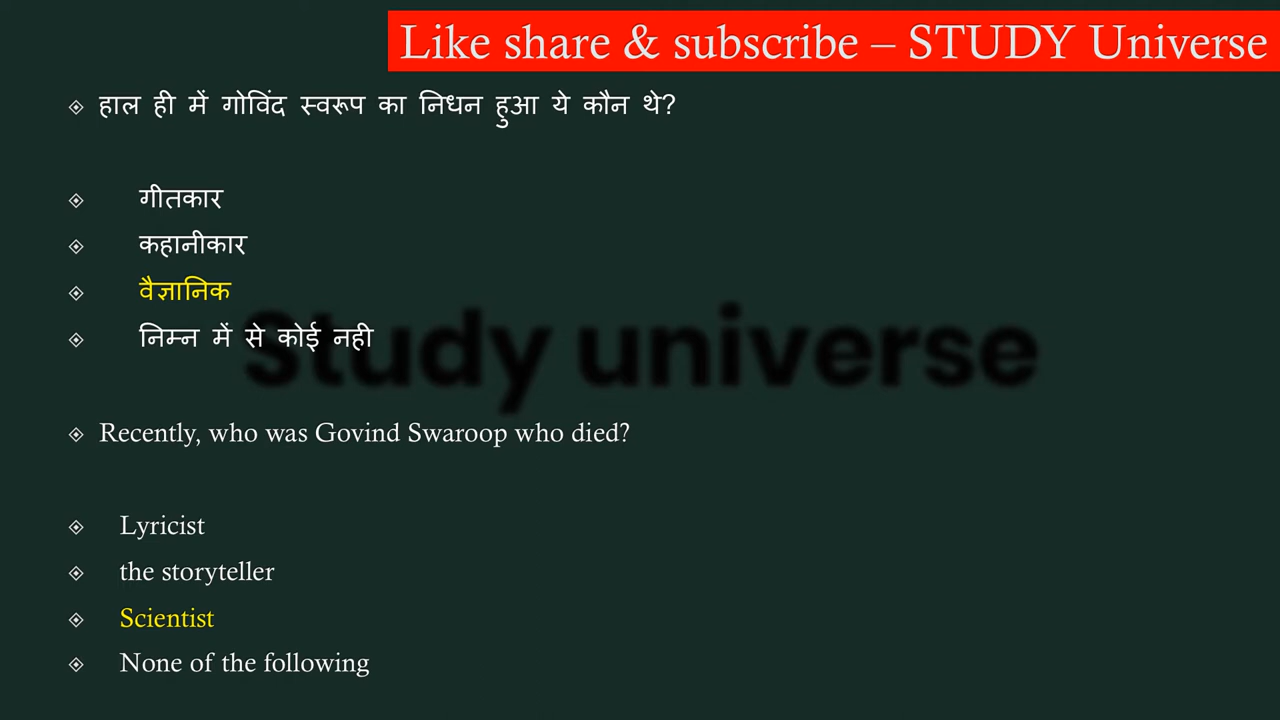 Like share & subscribe – STUDY Universe
हाल ही में गोविंद स्वरूप का निधन हुआ ये कौन थे?
गीतकार
कहानीकार
वैज्ञानिक
निम्न में से कोई नही
Study universe
Recently, who was Govind Swaroop who died?
Lyricist
the storyteller
Scientist
None of the following